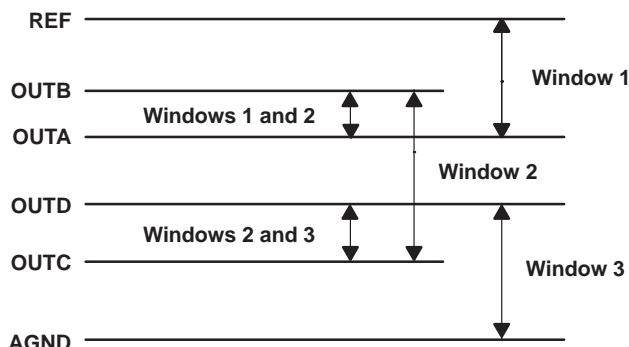 REF
Window 1
OUTB
Windows 1 and 2
OUTA
Window 2
OUTD
Windows 2 and 3
OUTC
Window 3
AGND